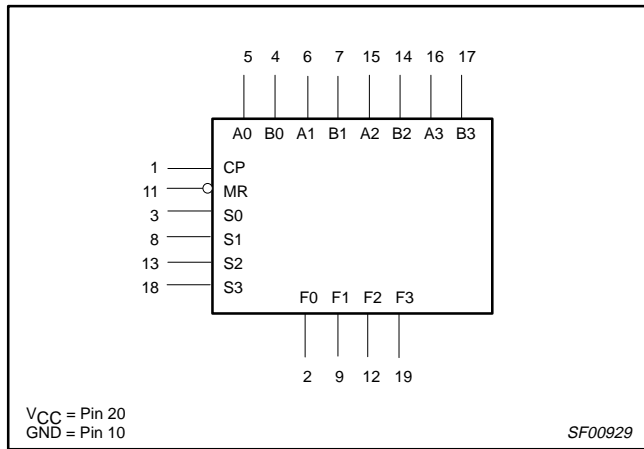 5 4 6 7 15 14 16 17
A0 B0 A1 B1 A2 B2 A3 B3
1 CP
11 MR
3 S0
8 S1
13 S2
18 S3
F0 F1 F2 F3
2 9 12 19
VCC = Pin 20
GND = Pin 10
SF00929